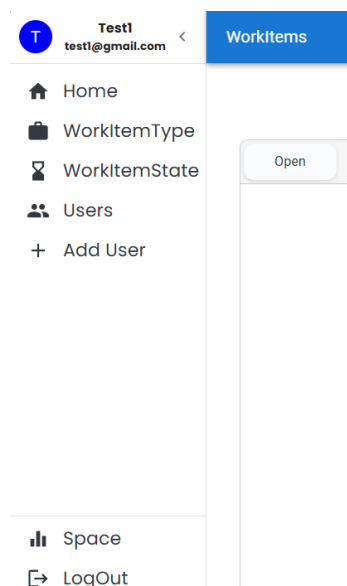 T
Test1
test1@gmail.com
WorkItems
Home
WorkItemType
WorkItemState
Users
Add User
Open
Space
LogOut